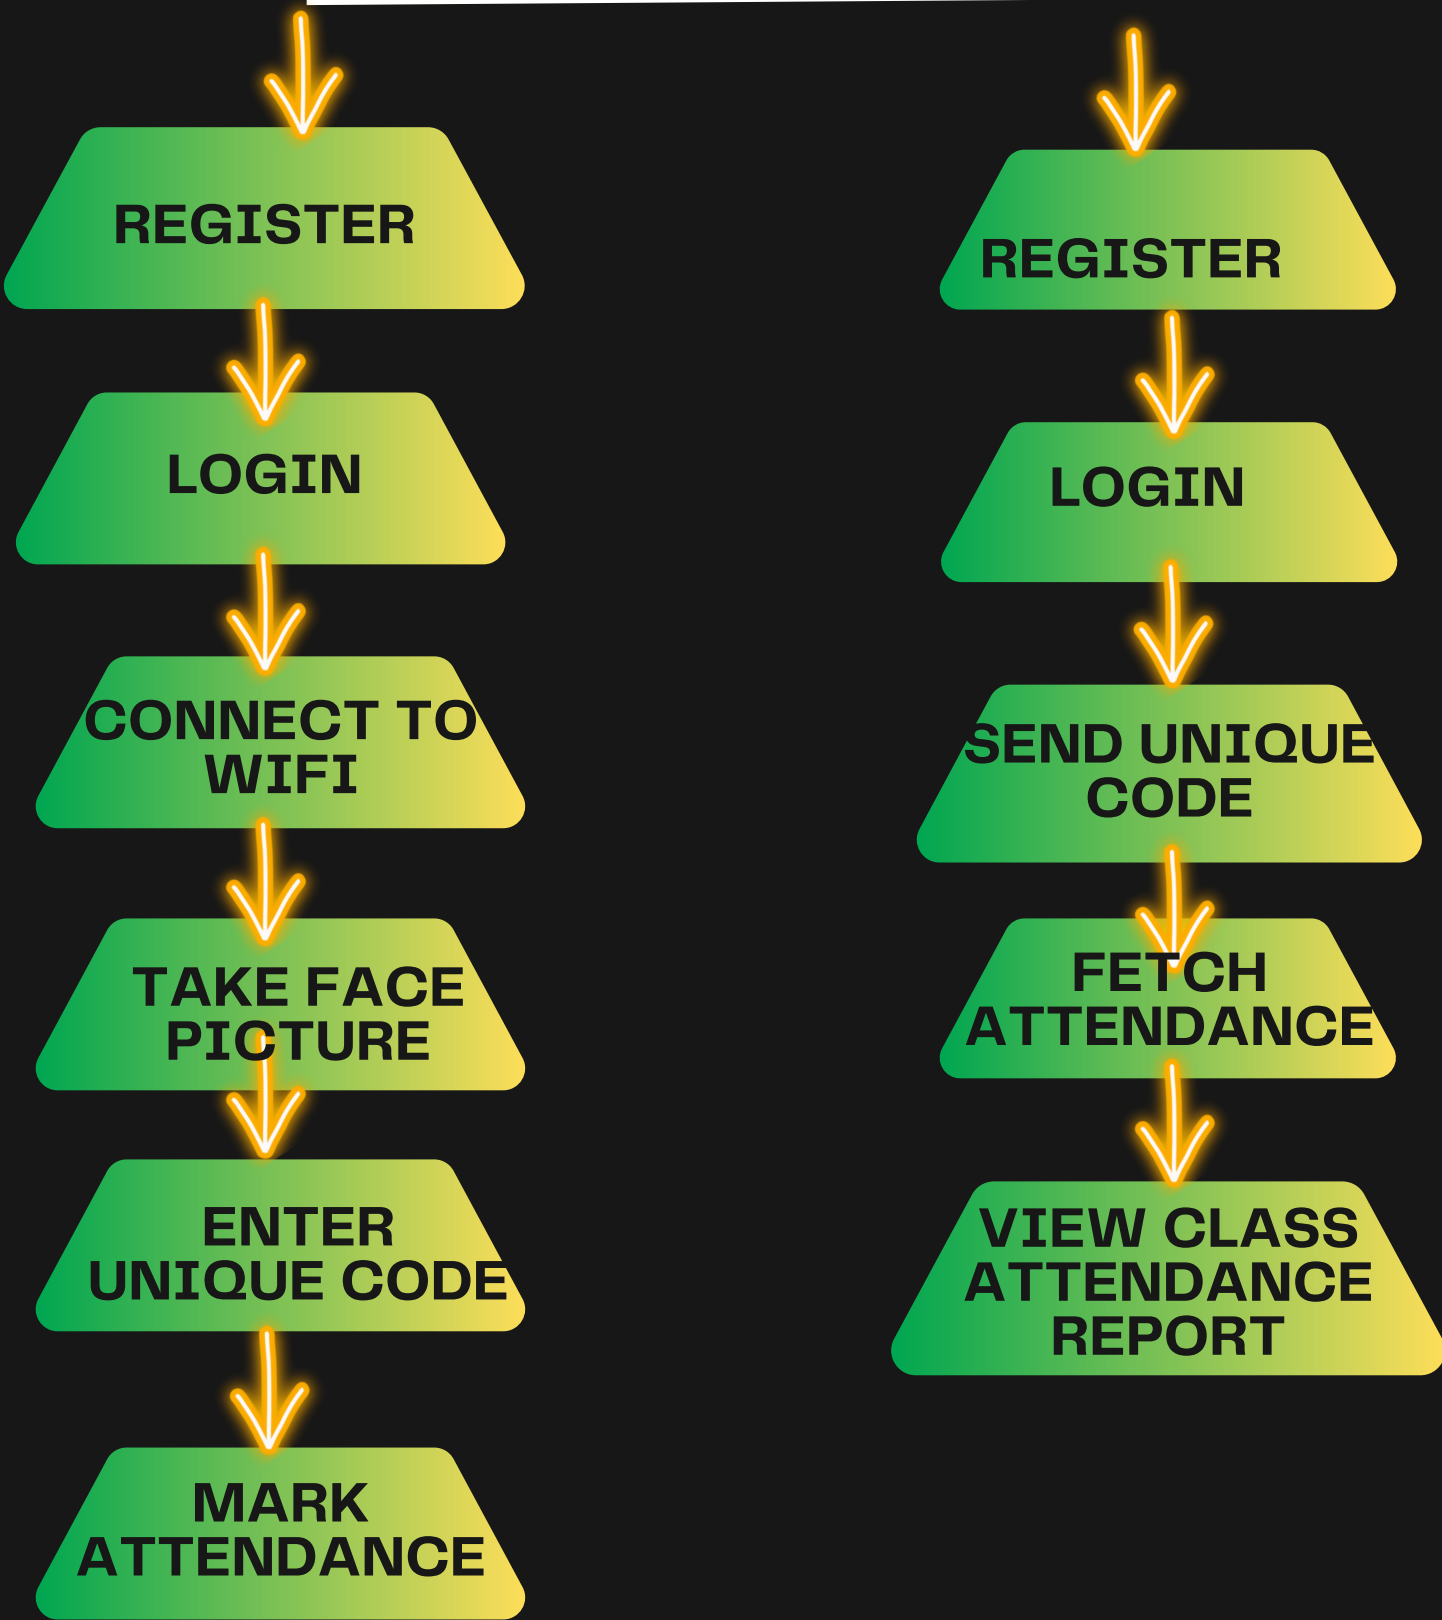 REGISTER
LOGIN
CONNECT TO
WIFI
TAKE FACE
PICTURE
ENTER
UNIQUE CODE
MARK
ATTENDANCE
REGISTER
LOGIN
SEND UNIQUE
CODE
FETCH
ATTENDANCE
VIEW CLASS
ATTENDANCE
REPORT